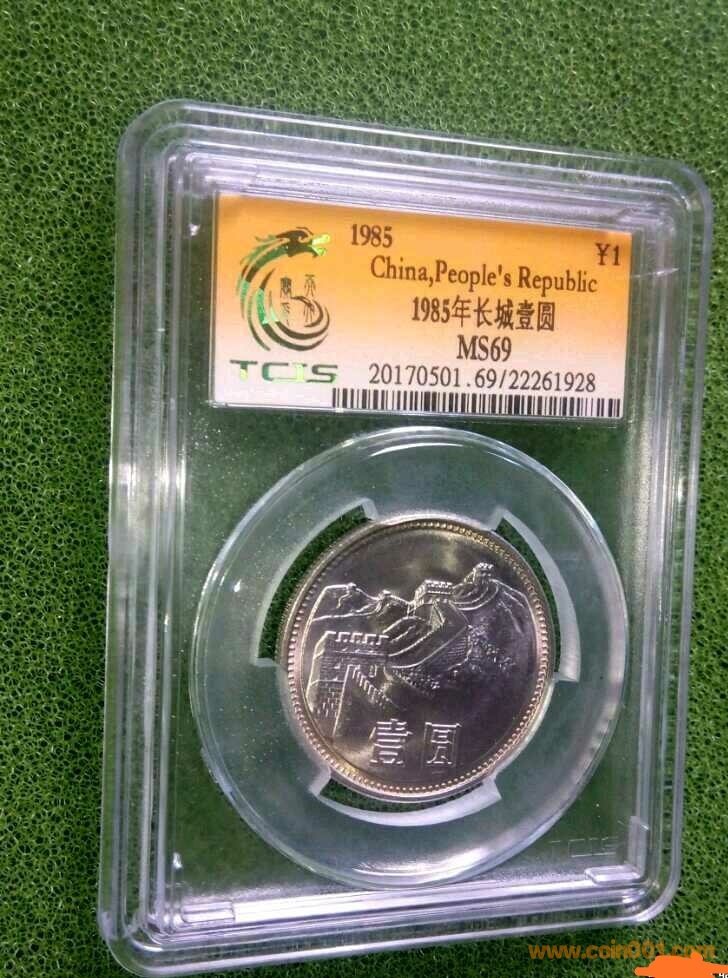 1985 ¥1
China,People's Republic
1985年长城壹圆
MS69
20170501.69/22261928
TCIS
壹圆
TCIS
www.coin001.com